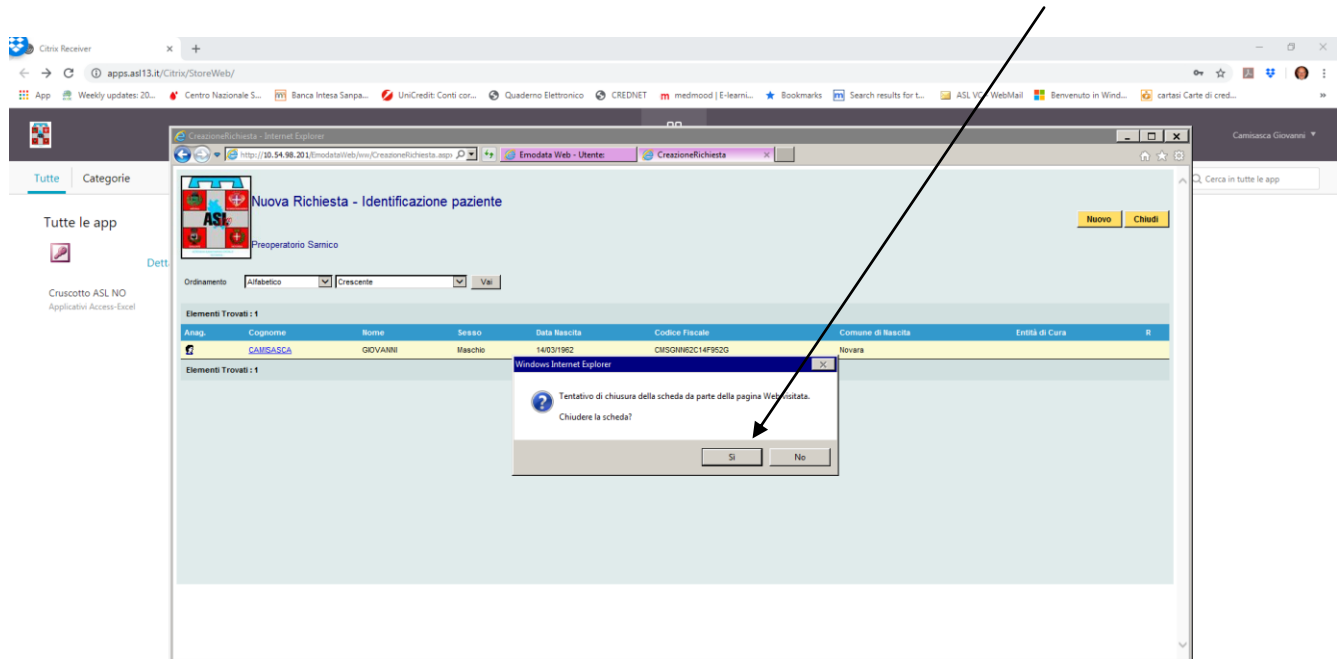 Citrix Receiver
apps.asl13.it/Citrix/StoreWeb/
App Weekly updates: 20... Centro Nazionale S... Banca Intesa Sanpa... UniCredit: Conti cor... Quaderno Elettronico CREDNET medmood | E-learni... Bookmarks Search results for t... ASL VC - WebMail Benvenuto in Wind... cartasi Carte di cred...
Camisasca Giovanni
CreazioneRichiesta - Internet Explorer
http://10.54.98.201/EmodataWeb/ww/CreazioneRichiesta.aspx
Emodata Web - Utente:
CreazioneRichiesta
Tutte Categorie
Cerca in tutte le app
Nuova Richiesta - Identificazione paziente
ASL
Nuovo Chiudi
Tutte le app
Preoperatorio Sarnico
Dett
Ordinamento Alfabetico Crescente Vai
Cruscotto ASL NO
Applicativi Access-Excel
Elementi Trovati : 1
Anag. Cognome Nome Sesso Data Nascita Codice Fiscale Comune di Nascita Entità di Cura R
CAMISASCA GIOVANNI Maschio 14/03/1962 CMSGNN62C14F952G Novara
Elementi Trovati : 1
Windows Internet Explorer
Tentativo di chiusura della scheda da parte della pagina Web visitata.
Chiudere la scheda?
Sì No